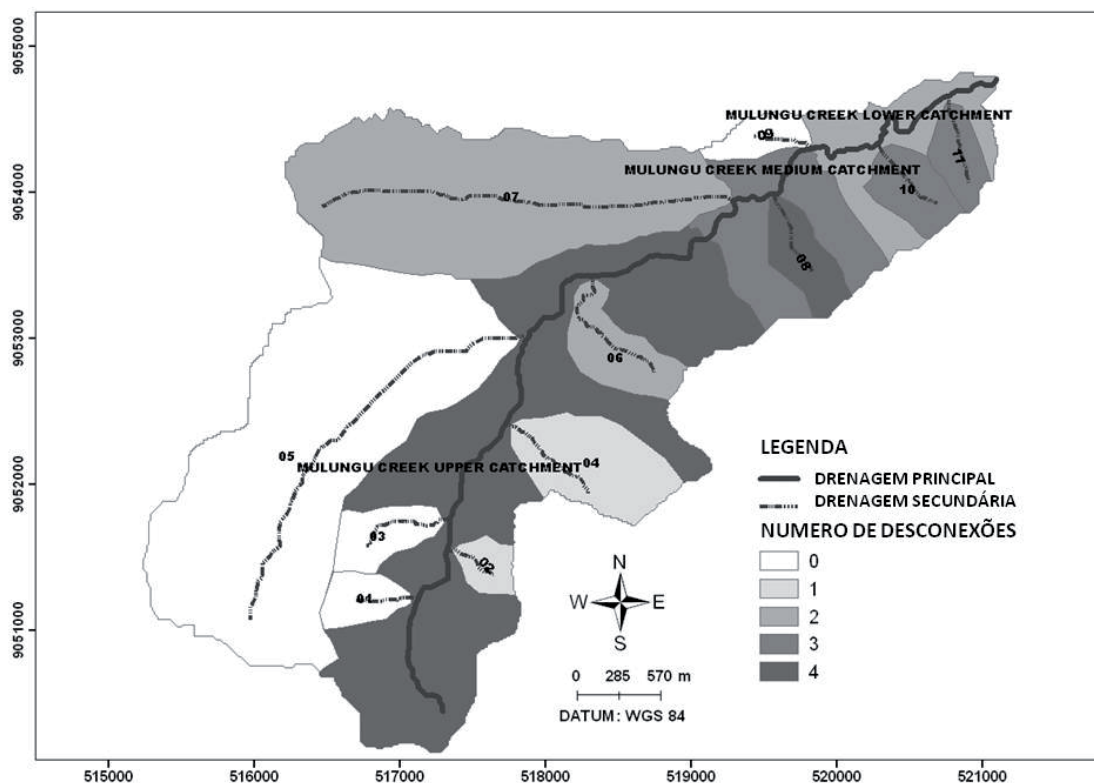 9055000
9054000
9053000
9052000
9051000
MULUNGU CREEK LOWER CATCHMENT
09
MULUNGU CREEK MEDIUM CATCHMENT
11
10
07
08
06
05
MULUNGU CREEK UPPER CATCHMENT
04
03
02
01
N
W
E
S
0 285 570 m
DATUM: WGS 84
LEGENDA
DRENAGEM PRINCIPAL
DRENAGEM SECUNDÁRIA
NUMERO DE DESCONEXÕES
0
1
2
3
4
515000 516000 517000 518000 519000 520000 521000